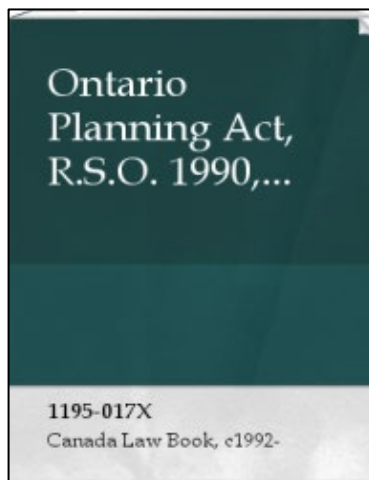 Ontario
Planning Act,
R.S.O. 1990,...
1195-017X
Canada Law Book, c1992-